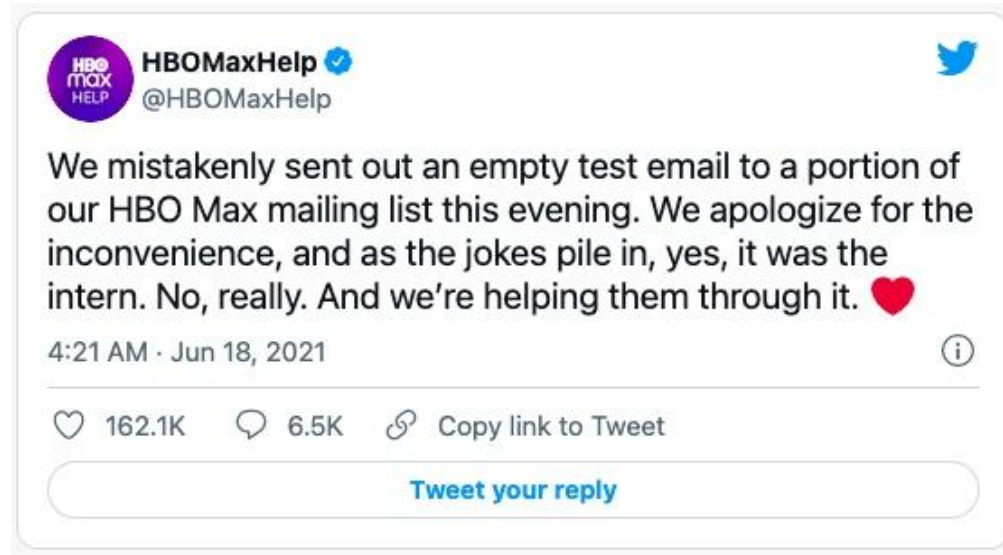 HBO
max
HELP
HBOMaxHelp
@HBOMaxHelp
We mistakenly sent out an empty test email to a portion of
our HBO Max mailing list this evening. We apologize for the
inconvenience, and as the jokes pile in, yes, it was the
intern. No, really. And we’re helping them through it. ❤️
4:21 AM · Jun 18, 2021
162.1K 6.5K Copy link to Tweet
Tweet your reply